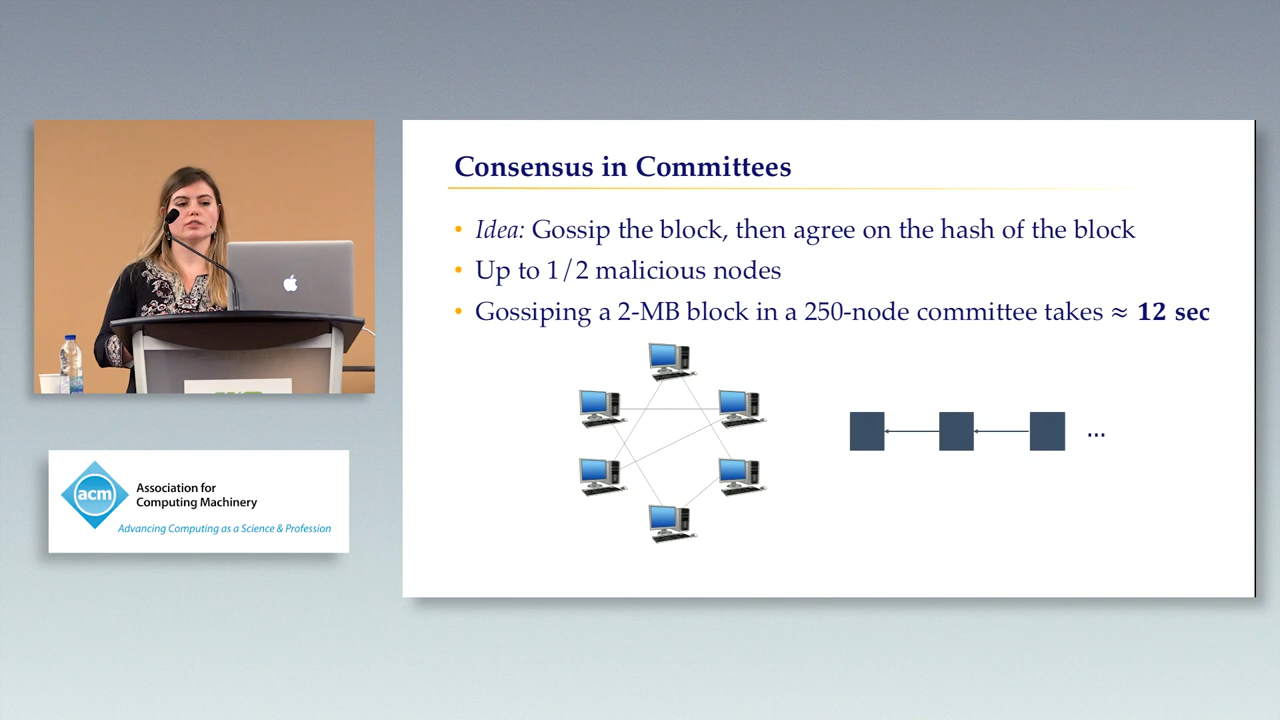 Consensus in Committees
• Idea: Gossip the block, then agree on the hash of the block
• Up to 1/2 malicious nodes
• Gossiping a 2-MB block in a 250-node committee takes ≈ 12 sec
...
acm
Association for
Computing Machinery
Advancing Computing as a Science & Profession